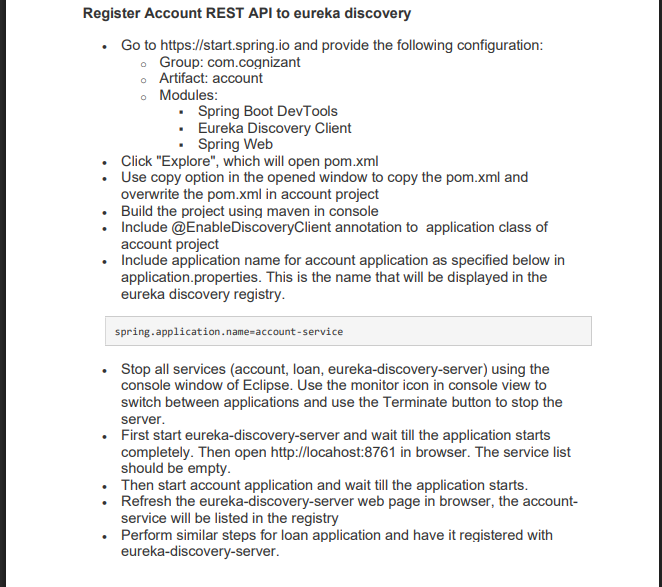 Register Account REST API to eureka discovery
• Go to https://start.spring.io and provide the following configuration:
o Group: com.cognizant
o Artifact: account
o Modules:
▪ Spring Boot DevTools
▪ Eureka Discovery Client
▪ Spring Web
• Click "Explore", which will open pom.xml
• Use copy option in the opened window to copy the pom.xml and
overwrite the pom.xml in account project
• Build the project using maven in console
• Include @EnableDiscoveryClient annotation to  application class of
account project
• Include application name for account application as specified below in
application.properties. This is the name that will be displayed in the
eureka discovery registry.
spring.application.name=account-service
• Stop all services (account, loan, eureka-discovery-server) using the
console window of Eclipse. Use the monitor icon in console view to
switch between applications and use the Terminate button to stop the
server.
• First start eureka-discovery-server and wait till the application starts
completely. Then open http://locahost:8761 in browser. The service list
should be empty.
• Then start account application and wait till the application starts.
• Refresh the eureka-discovery-server web page in browser, the account-
service will be listed in the registry
• Perform similar steps for loan application and have it registered with
eureka-discovery-server.